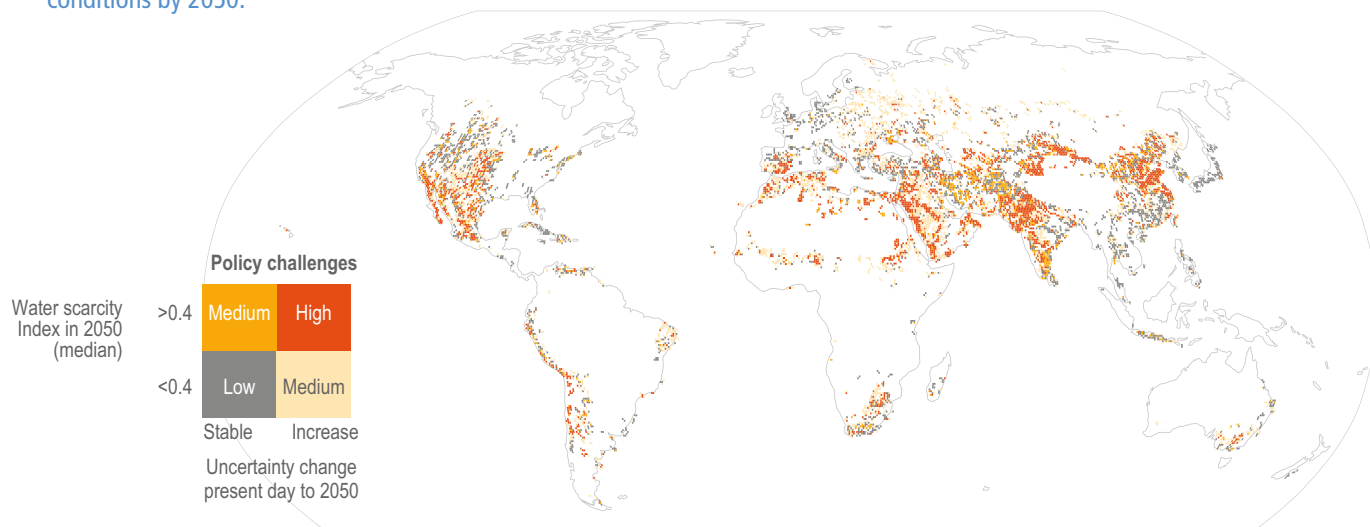 conditions by 2050.
Policy challenges
Water scarcity
Index in 2050
(median)
>0.4
Medium
High
<0.4
Low
Medium
Stable
Increase
Uncertainty change
present day to 2050